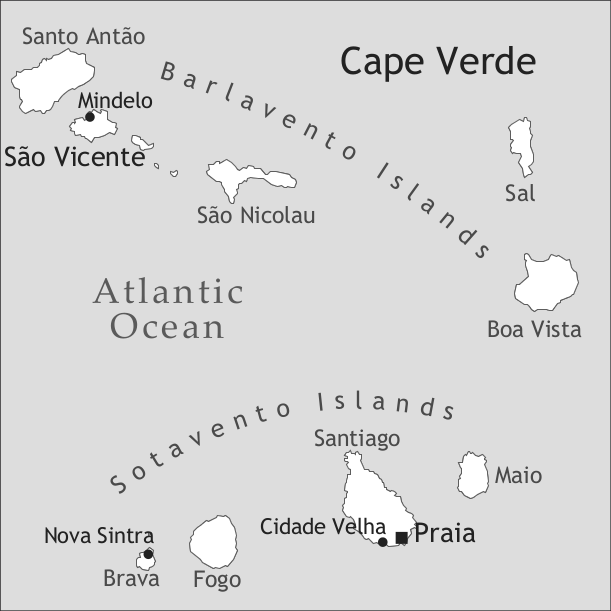 Santo Antão
Cape Verde
Barlavento Islands
Mindelo
São Vicente
Sal
São Nicolau
Atlantic
Ocean
Boa Vista
Sotavento Islands
Santiago
Maio
Cidade Velha
Praia
Nova Sintra
Brava
Fogo